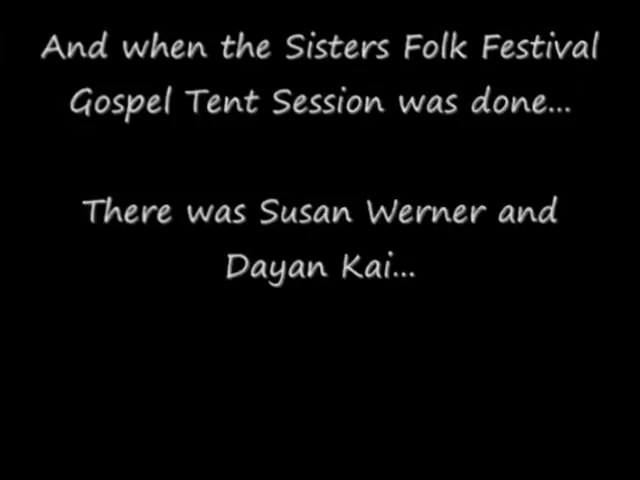 And when the Sisters Folk Festival
Gospel Tent Session was done...
There was Susan Werner and
Dayan Kai...